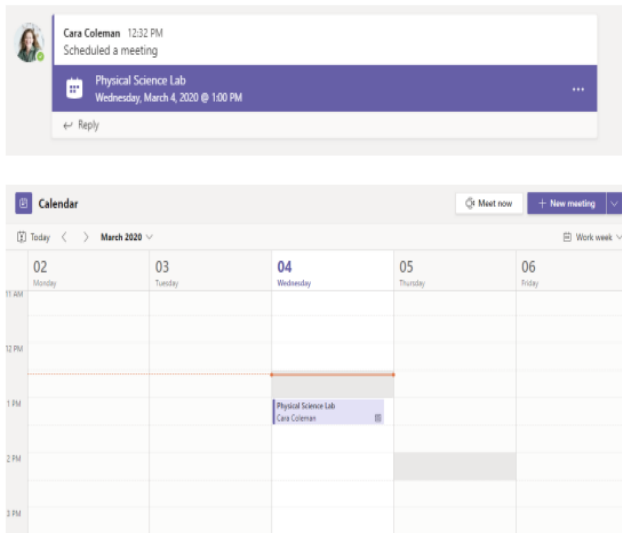 Cara Coleman 12:32 PM
Scheduled a meeting
Physical Science Lab
Wednesday, March 4, 2020 @ 1:00 PM
...
Reply
Calendar
Meet now
+ New meeting
Today < > March 2020
Work week
02 03 04 05 06
Monday Tuesday Wednesday Thursday Friday
11 AM
12 PM
1 PM
Physical Science Lab
Cara Coleman
2 PM
3 PM